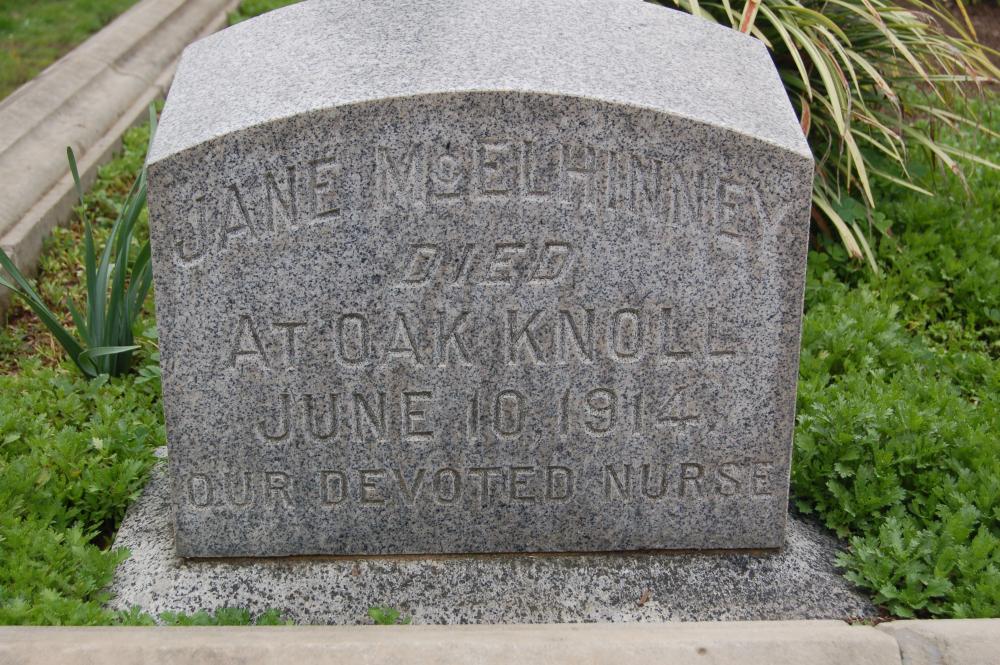 JANE McELHINNEY
DIED
AT OAK KNOLL
JUNE 10, 1914,
OUR DEVOTED NURSE